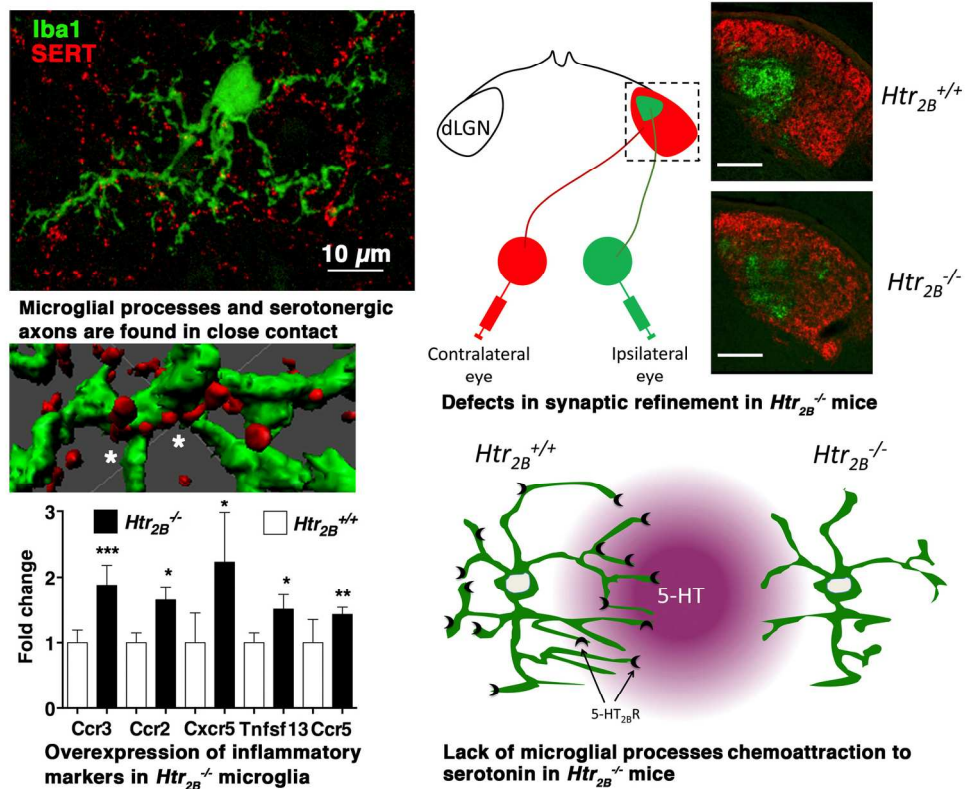 Iba1
SERT
10 µm
Microglial processes and serotonergic
axons are found in close contact
*
*
Fold change
3
2
1
0
Htr2B-/-
Htr2B+/+
***
*
*
*
**
Ccr3
Ccr2
Cxcr5
Tnfsf13
Ccr5
Overexpression of inflammatory
markers in Htr2B-/- microglia
dLGN
Contralateral
eye
Ipsilateral
eye
Htr2B+/+
Htr2B-/-
Defects in synaptic refinement in Htr2B-/- mice
Htr2B+/+
Htr2B-/-
5-HT
5-HT2BR
Lack of microglial processes chemoattraction to
serotonin in Htr2B-/- mice